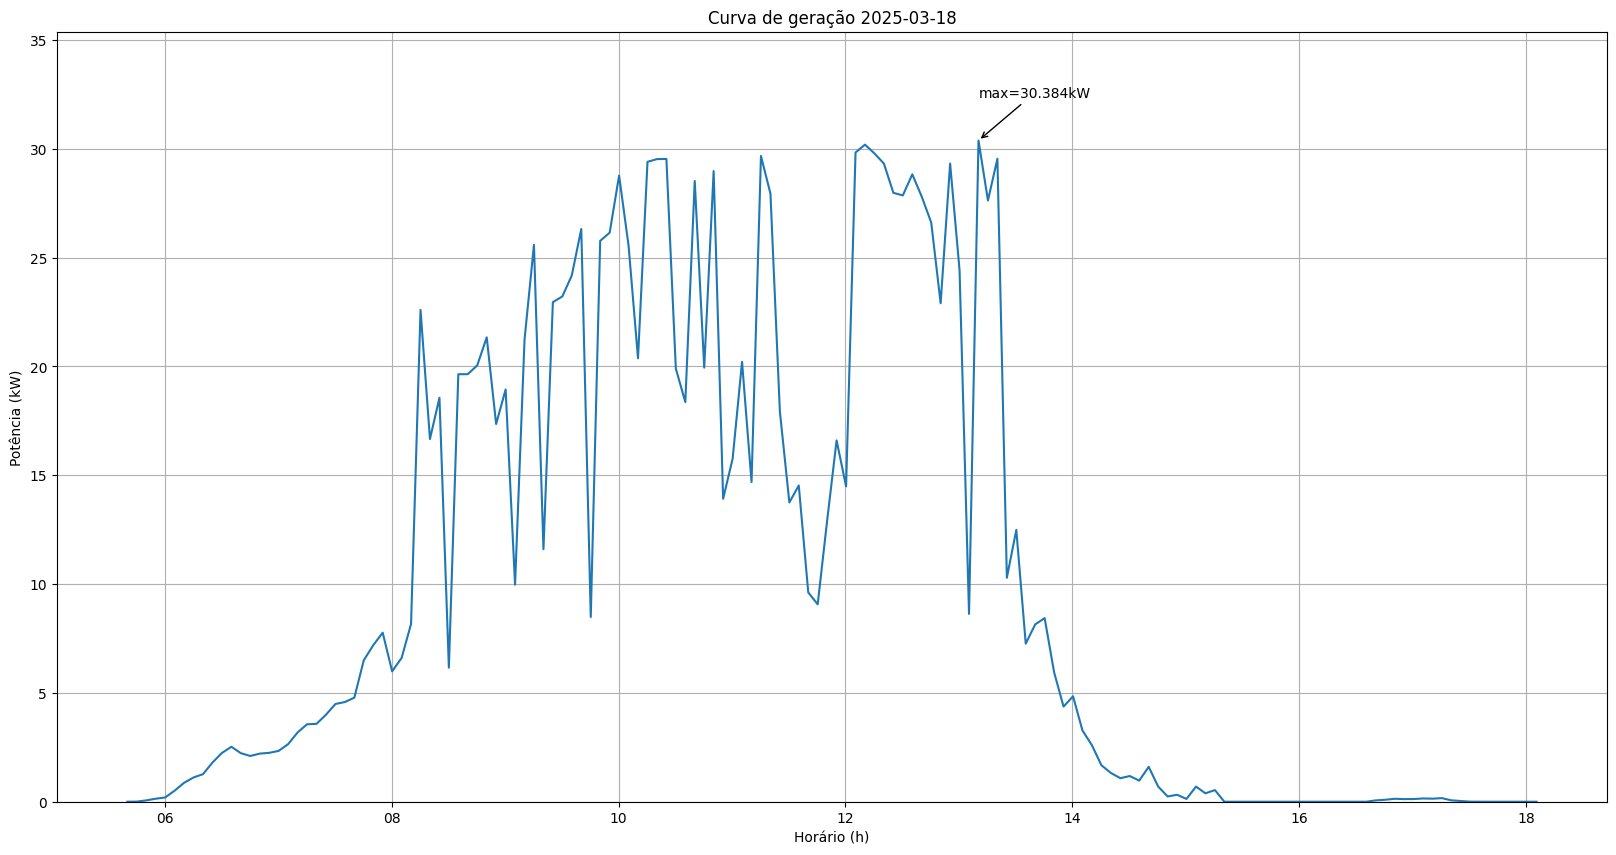 Curva de geração 2025-03-18
35
max=30.384kW
30
25
20
15
10
5
0
Potência (kW)
06 08 10 12 14 16 18
Horário (h)